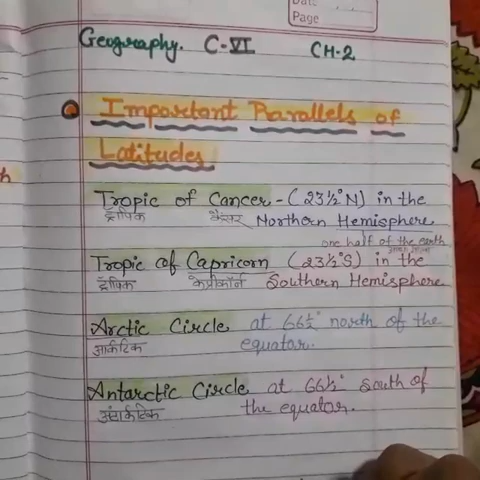 Date
Page
Geography. C-VI CH-2
Important Parallels of
Latitudes.
Tropic of Cancer - (23½°N) in the
ट्रॉपिक कैंसर Northern Hemisphere
one half of the earth
Tropic of Capricorn (23½°S) in the
ट्रॉपिक कैप्रीकॉर्न Southern Hemisphere
Arctic Circle at 66½° north of the
आर्कटिक equator.
Antarctic Circle at 66½° South of
अंटार्कटिक the equator.